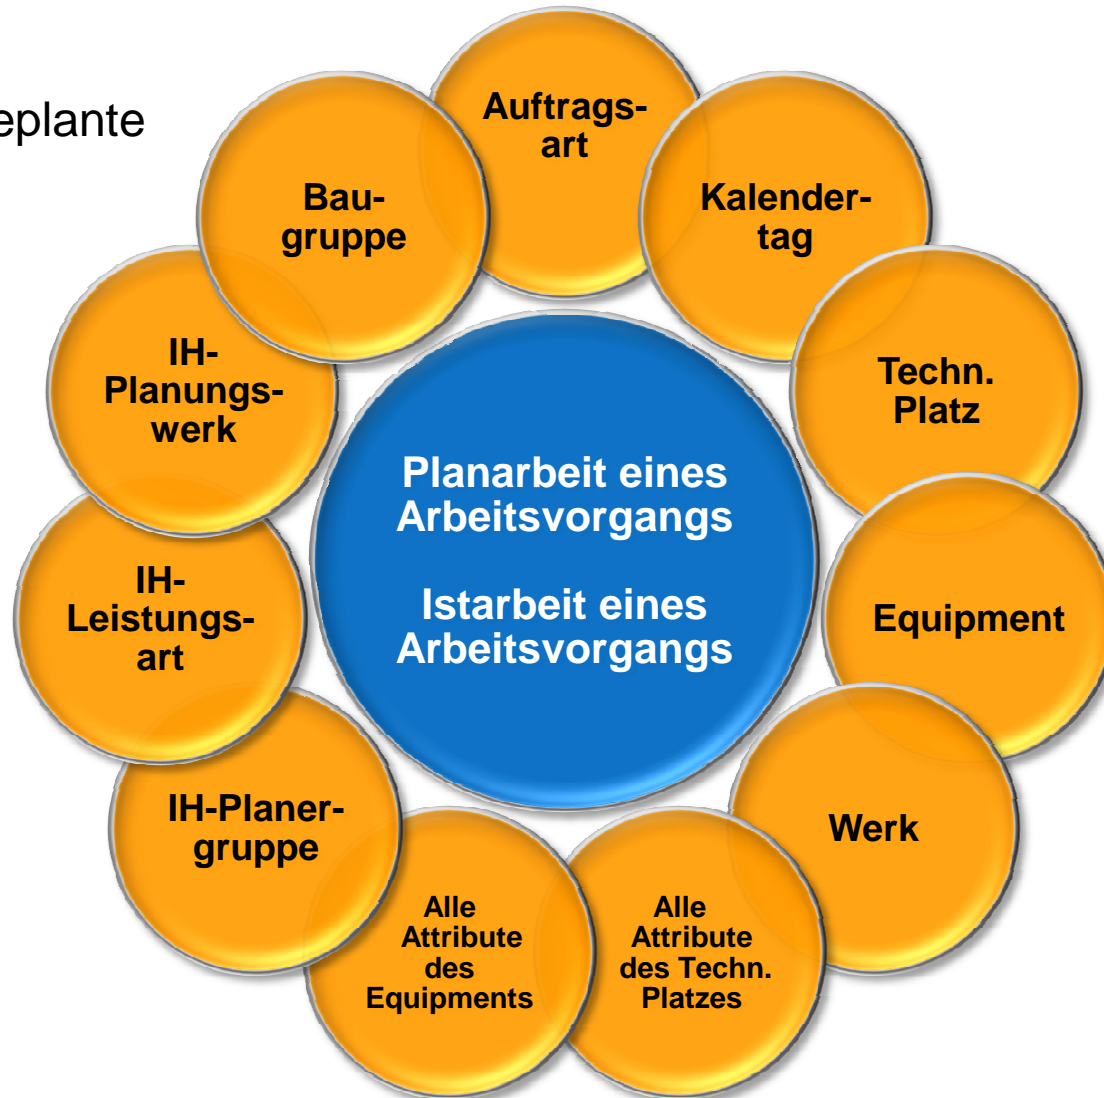 eplante
Auftrags-
art
Kalender-
tag
Techn.
Platz
Equipment
Werk
Alle
Attribute
des Techn.
Platzes
Alle
Attribute
des
Equipments
IH-Planer-
gruppe
IH-
Leistungs-
art
IH-
Planungs-
werk
Bau-
gruppe
Planarbeit eines
Arbeitsvorgangs
Istarbeit eines
Arbeitsvorgangs